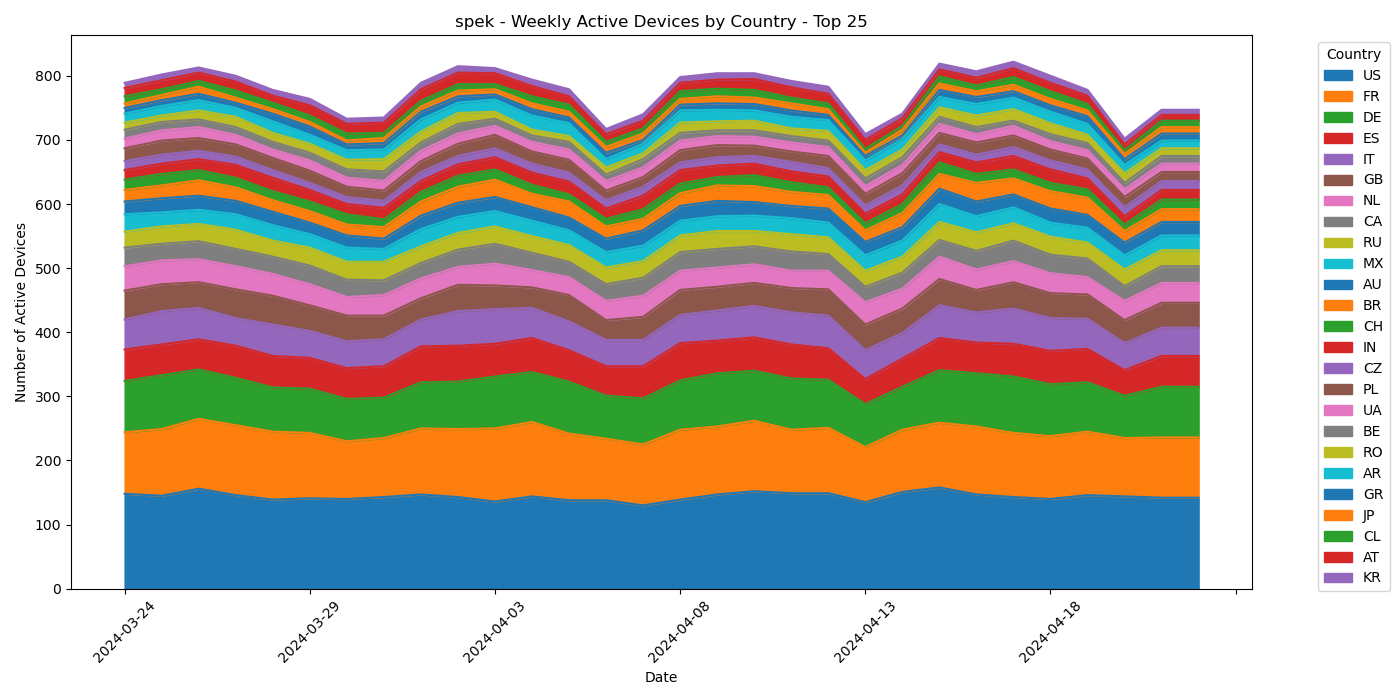 spek - Weekly Active Devices by Country - Top 25
Number of Active Devices
800
700
600
500
400
300
200
100
0
2024-03-24
2024-03-29
2024-04-03
2024-04-08
2024-04-13
2024-04-18
Date
Country
US
FR
DE
ES
IT
GB
NL
CA
RU
MX
AU
BR
CH
IN
CZ
PL
UA
BE
RO
AR
GR
JP
CL
AT
KR